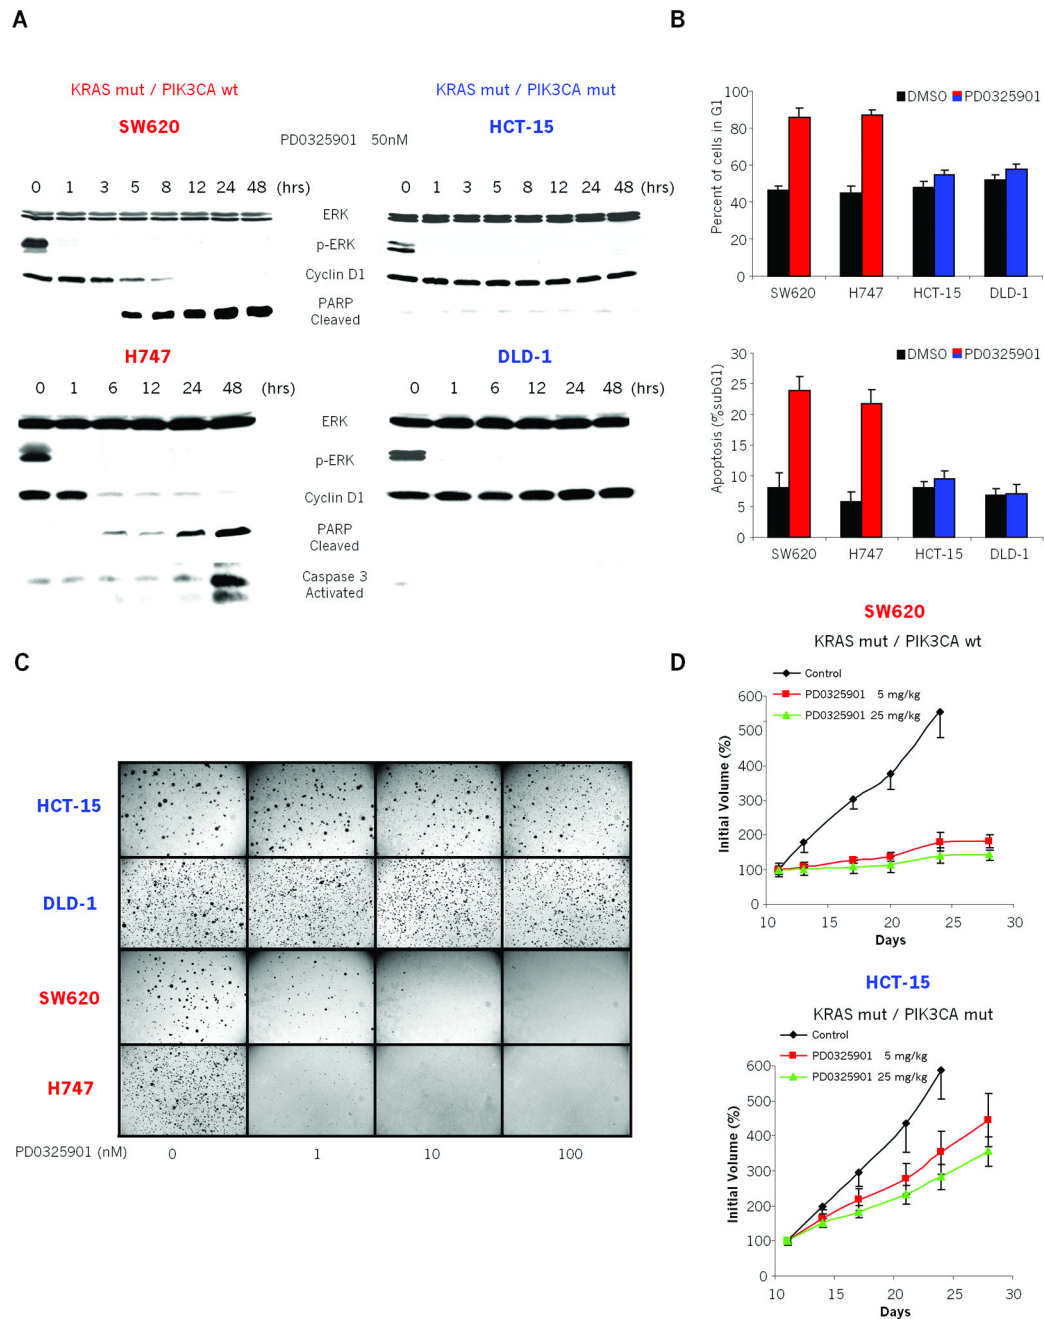 A
KRAS mut / PIK3CA wt
KRAS mut / PIK3CA mut
SW620
HCT-15
PD0325901 50nM
0 1 3 5 8 12 24 48 (hrs)
0 1 3 5 8 12 24 48 (hrs)
ERK
p-ERK
Cyclin D1
PARP
Cleaved
H747
DLD-1
0 1 6 12 24 48 (hrs)
0 1 6 12 24 48 (hrs)
ERK
p-ERK
Cyclin D1
PARP
Cleaved
Caspase 3
Activated
B
DMSO PD0325901
Percent of cells in G1
100
80
60
40
20
0
SW620 H747 HCT-15 DLD-1
DMSO PD0325901
Apoptosis (%subG1)
30
25
20
15
10
5
0
SW620 H747 HCT-15 DLD-1
C
HCT-15
DLD-1
SW620
H747
PD0325901 (nM) 0 1 10 100
D
SW620
KRAS mut / PIK3CA wt
Control
PD0325901 5 mg/kg
PD0325901 25 mg/kg
Initial Volume (%)
600
500
400
300
200
100
0
10 15 20 25 30
Days
HCT-15
KRAS mut / PIK3CA mut
Control
PD0325901 5 mg/kg
PD0325901 25 mg/kg
Initial Volume (%)
600
500
400
300
200
100
0
10 15 20 25 30
Days